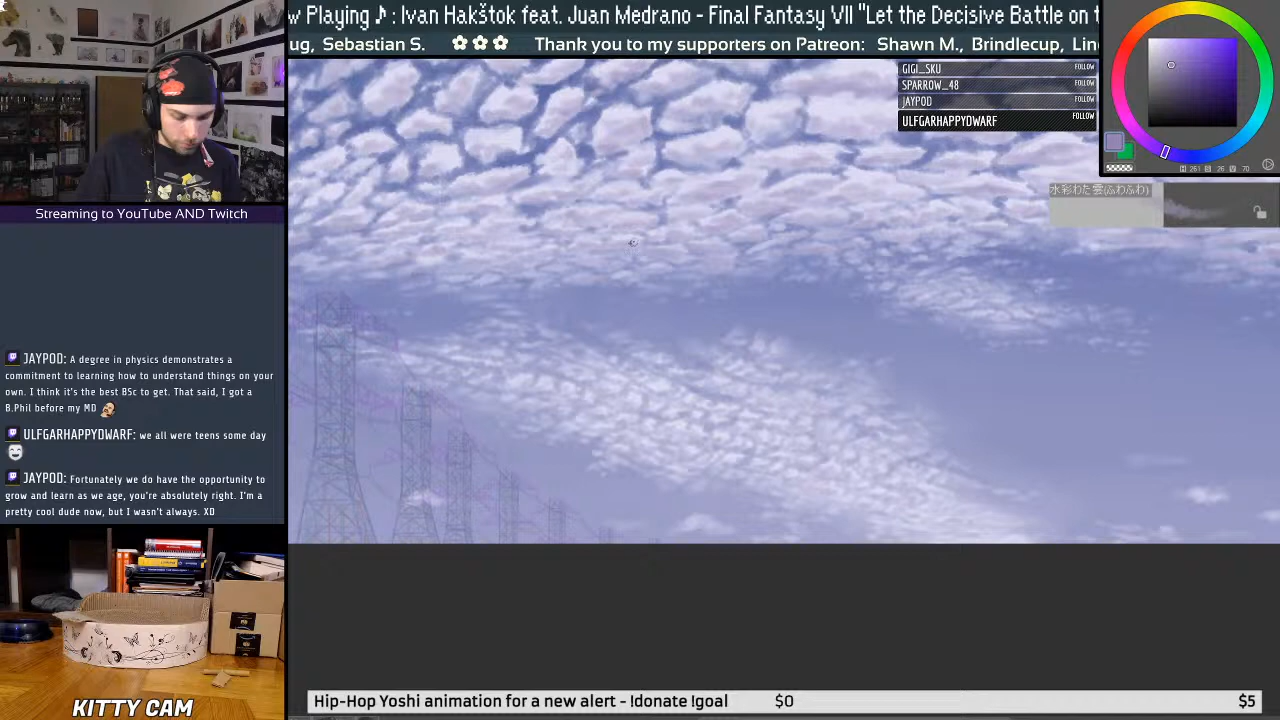 w Playing ♪ : Ivan Hakštok feat. Juan Medrano - Final Fantasy VII "Let the Decisive Battle on t
ug, Sebastian S. ✿ ✿ ✿ Thank you to my supporters on Patreon: Shawn M., Brindlecup, Lin
GIGI_SKU FOLLOW
SPARROW_48 FOLLOW
JAYPOD FOLLOW
ULFGARHAPPYDWARF FOLLOW
H 261 S 26 V 70
水彩わた雲(ふわふわ)
Streaming to YouTube AND Twitch
JAYPOD: A degree in physics demonstrates a
commitment to learning how to understand things on your
own. I think it's the best BSc to get. That said, I got a
B.Phil before my MD
ULFGARHAPPYDWARF: we all were teens some day
JAYPOD: Fortunately we do have the opportunity to
grow and learn as we age, you're absolutely right. I'm a
pretty cool dude now, but I wasn't always. XD
KITTY CAM
Hip-Hop Yoshi animation for a new alert - !donate !goal $0 $5